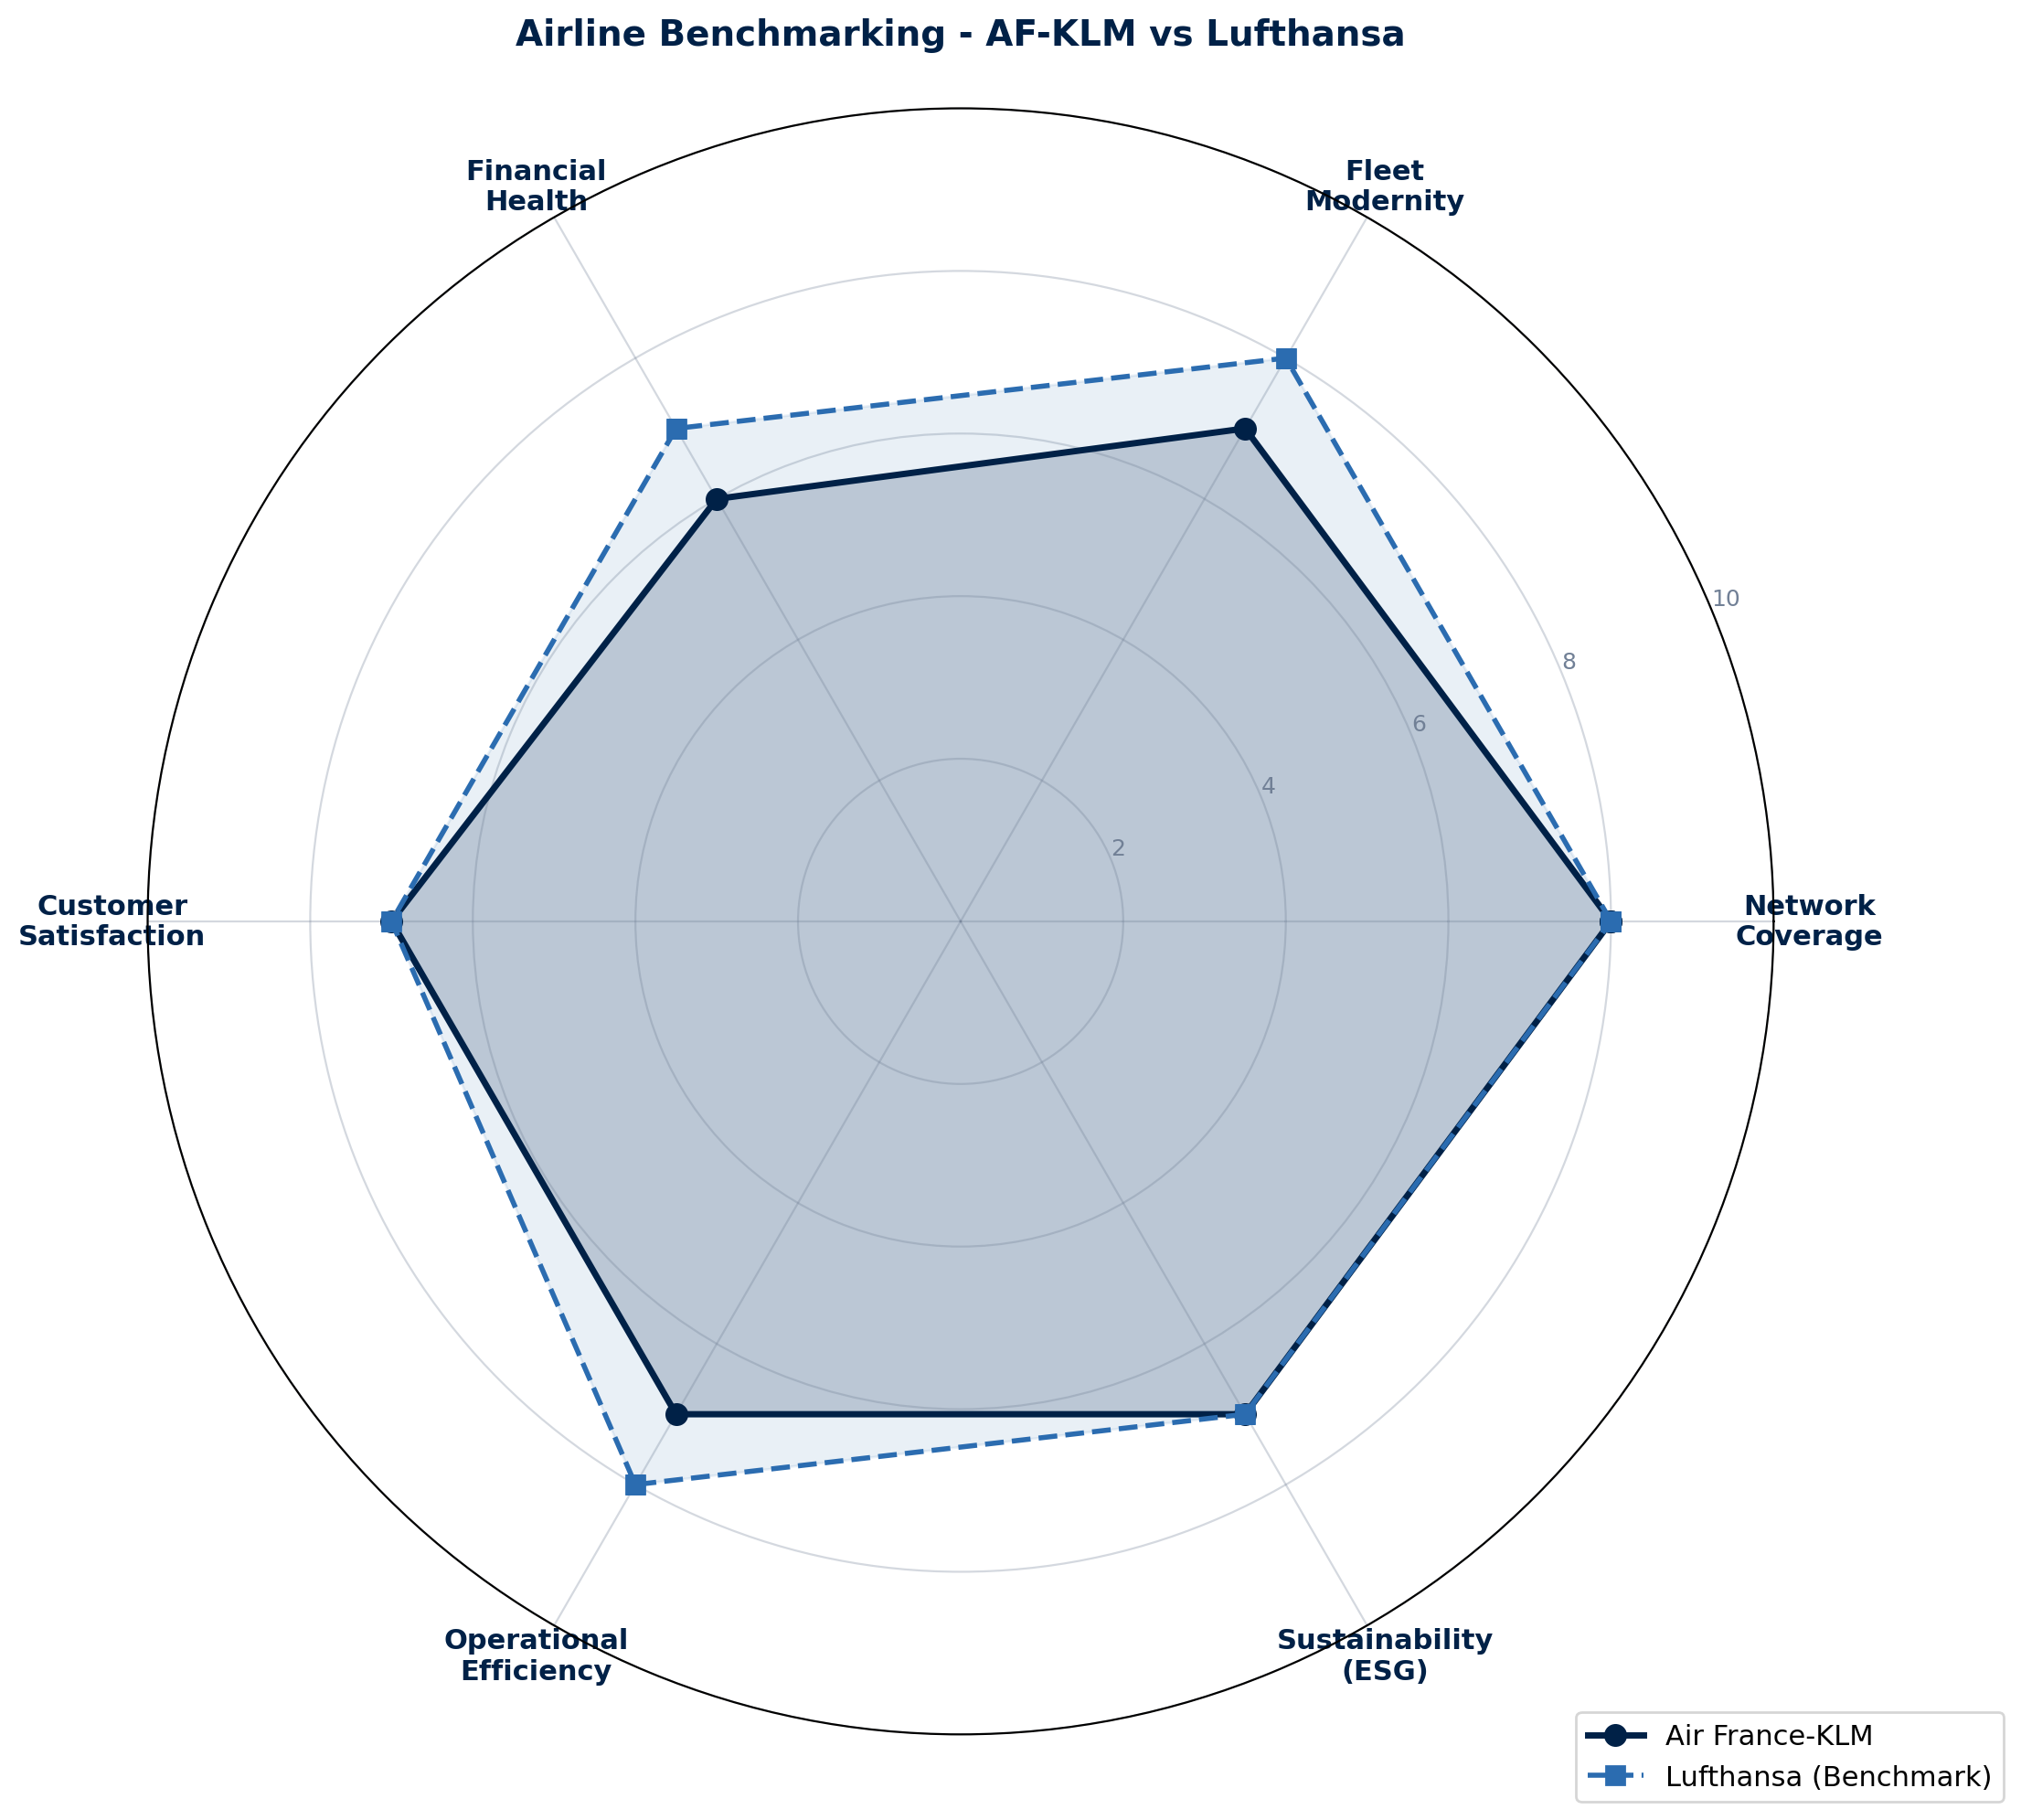 Airline Benchmarking - AF-KLM vs Lufthansa
Financial
Health
Fleet
Modernity
10
8
6
4
2
Customer
Satisfaction
Network
Coverage
Operational
Efficiency
Sustainability
(ESG)
Air France-KLM
Lufthansa (Benchmark)